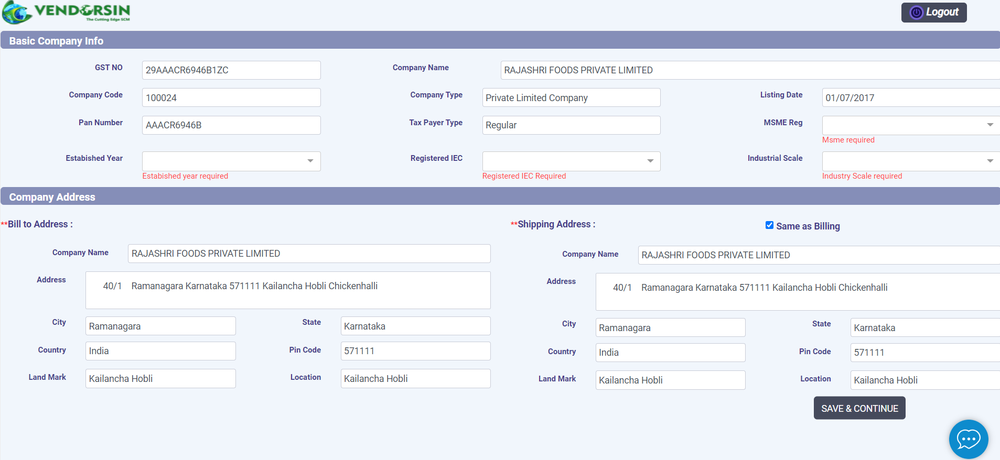 VENDORSIN
The Cutting Edge SCM
Logout
Basic Company Info
GST NO 29AAACR6946B1ZC Company Name RAJASHRI FOODS PRIVATE LIMITED
Company Code 100024 Company Type Private Limited Company Listing Date 01/07/2017
Pan Number AAACR6946B Tax Payer Type Regular MSME Reg
Msme required
Estabished Year Registered IEC Industrial Scale
Estabished year required Registered IEC Required Industry Scale required
Company Address
**Bill to Address : **Shipping Address : Same as Billing
Company Name RAJASHRI FOODS PRIVATE LIMITED Company Name RAJASHRI FOODS PRIVATE LIMITED
Address 40/1 Ramanagara Karnataka 571111 Kailancha Hobli Chickenhalli Address 40/1 Ramanagara Karnataka 571111 Kailancha Hobli Chickenhalli
City Ramanagara State Karnataka City Ramanagara State Karnataka
Country India Pin Code 571111 Country India Pin Code 571111
Land Mark Kailancha Hobli Location Kailancha Hobli Land Mark Kailancha Hobli Location Kailancha Hobli
SAVE & CONTINUE